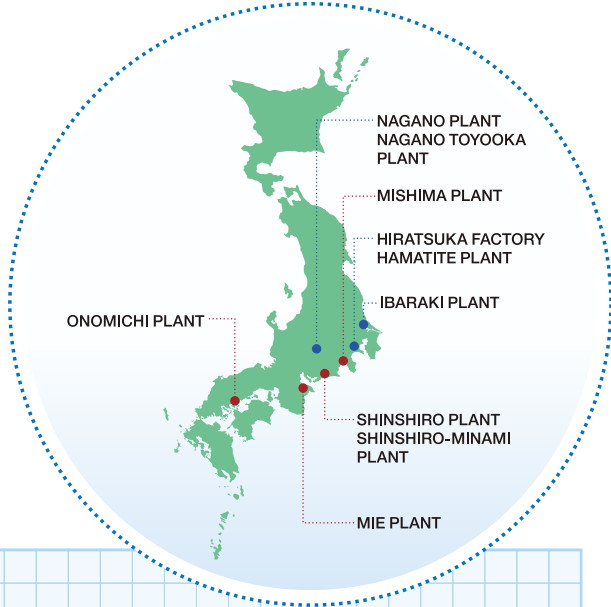 NAGANO PLANT
NAGANO TOYOOKA
PLANT
MISHIMA PLANT
HIRATSUKA FACTORY
HAMATITE PLANT
IBARAKI PLANT
ONOMICHI PLANT
SHINSHIRO PLANT
SHINSHIRO-MINAMI
PLANT
MIE PLANT